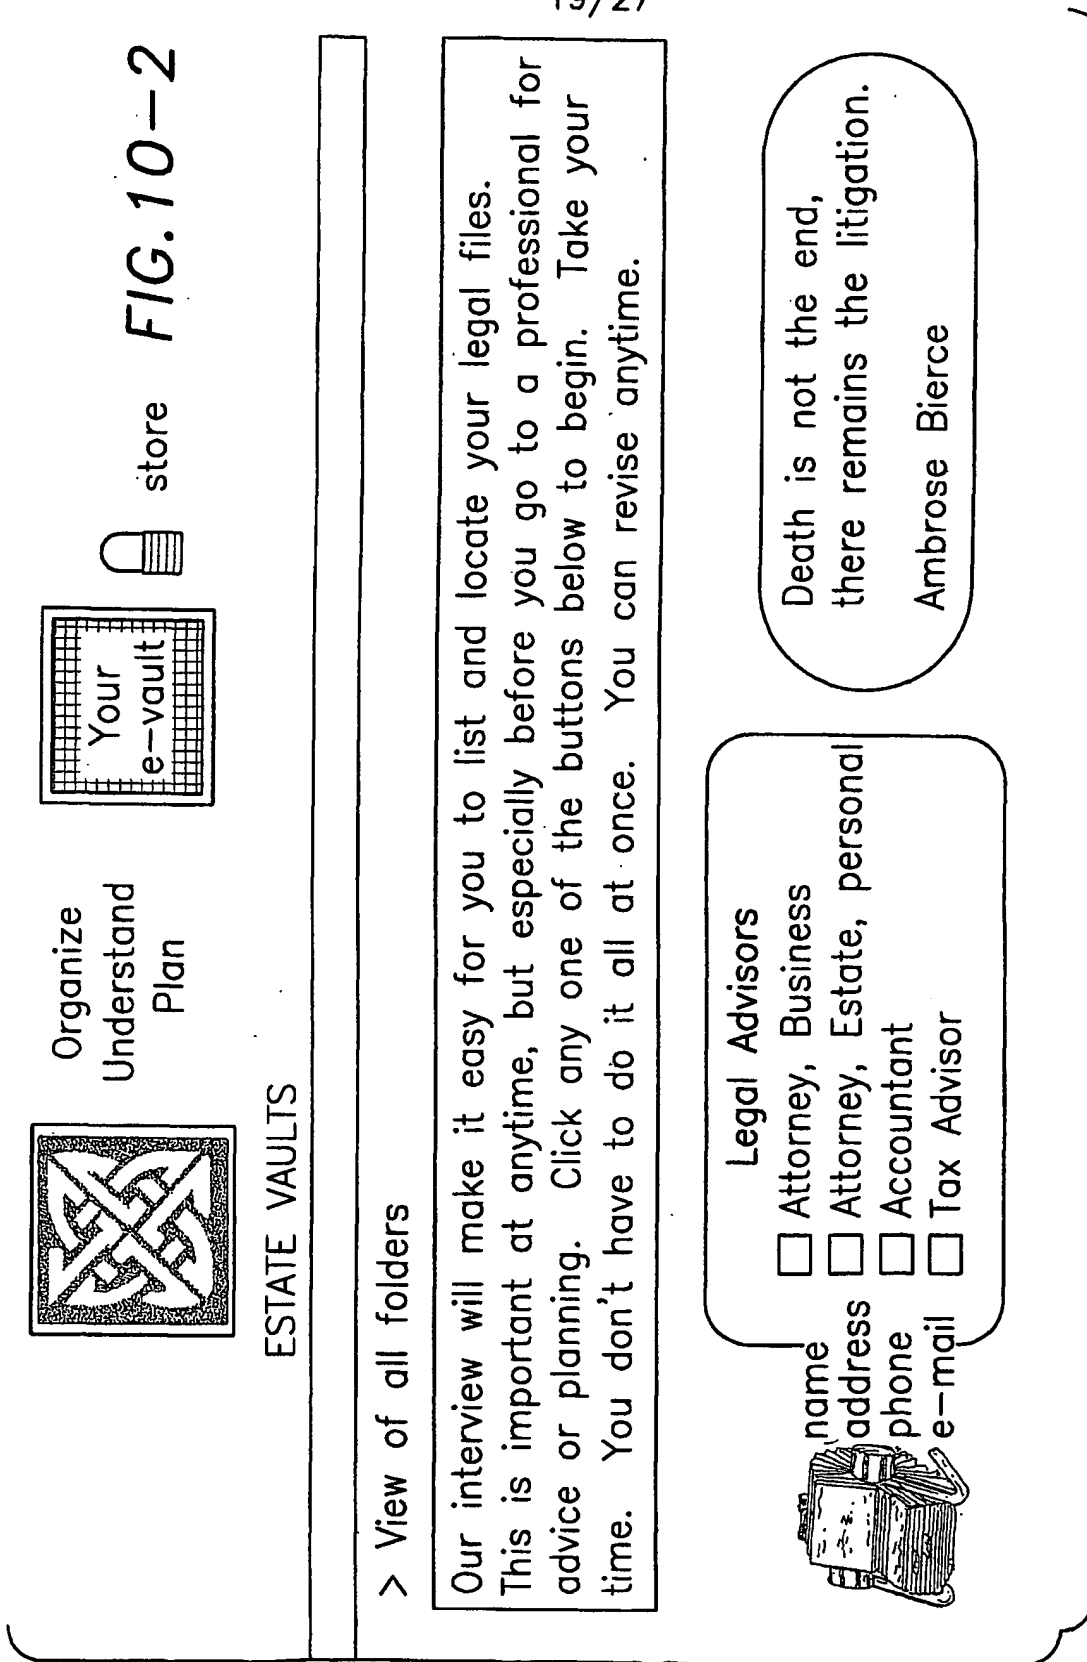 19/27
FIG.10-2
Organize
Understand
Plan
Your
e-vault
store
ESTATE VAULTS
> View of all folders
Our interview will make it easy for you to list and locate your legal files.
This is important at anytime, but especially before you go to a professional for
advice or planning. Click any one of the buttons below to begin. Take your
time. You don't have to do it all at once. You can revise anytime.
name
address
phone
e-mail
Legal Advisors
Attorney, Business
Attorney, Estate, personal
Accountant
Tax Advisor
Death is not the end,
there remains the litigation.
Ambrose Bierce